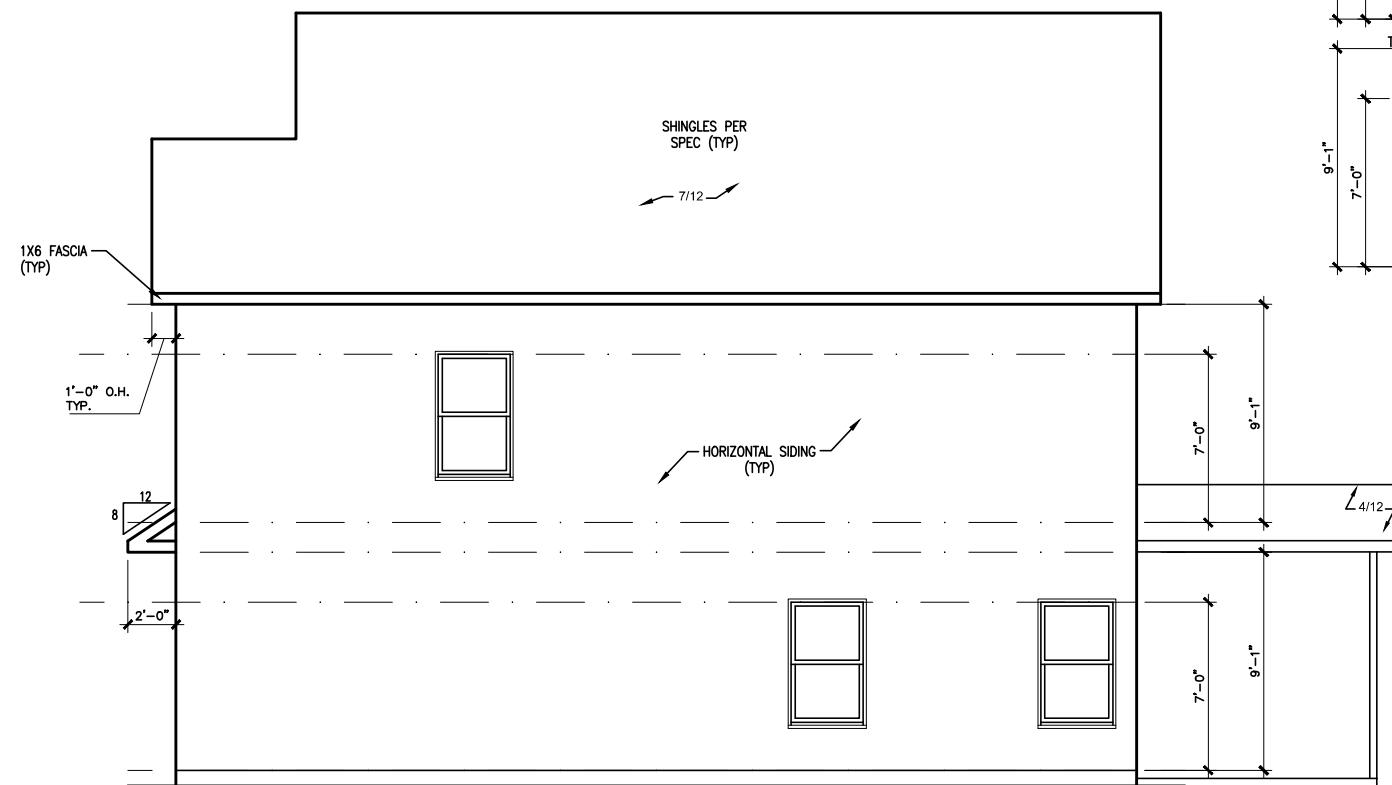 T
SHINGLES PER
SPEC (TYP)
9'-1"
7'-0"
7/12
1X6 FASCIA
(TYP)
1'-0" O.H.
TYP.
9'-1"
7'-0"
HORIZONTAL SIDING
(TYP)
12
8
4/12
2'-0"
9'-1"
7'-0"